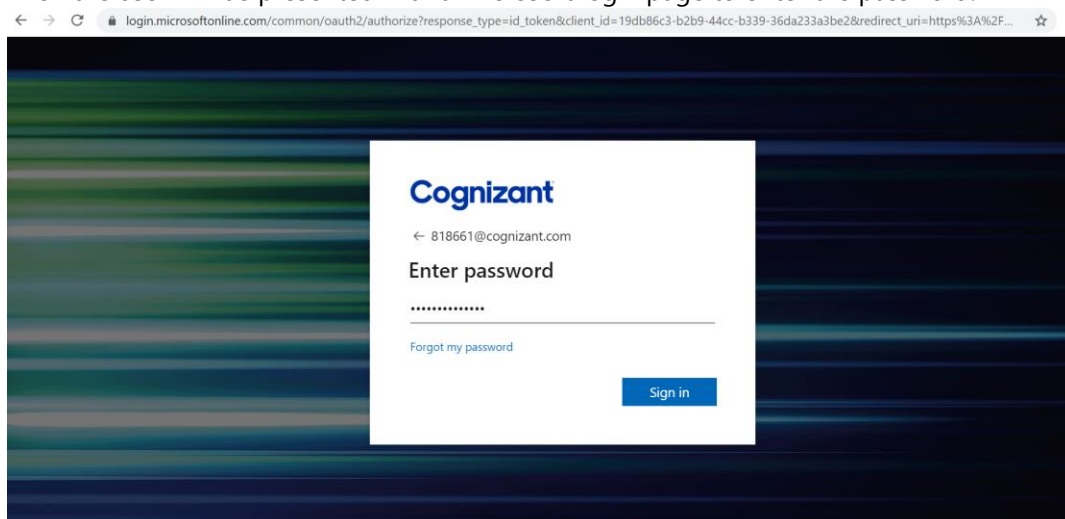 login.microsoftonline.com/common/oauth2/authorize?response_type=id_token&client_id=19db86c3-b2b9-44cc-b339-36da233a3be2&redirect_uri=https%3A%2F...
Cognizant
← 818661@cognizant.com
Enter password
Forgot my password
Sign in